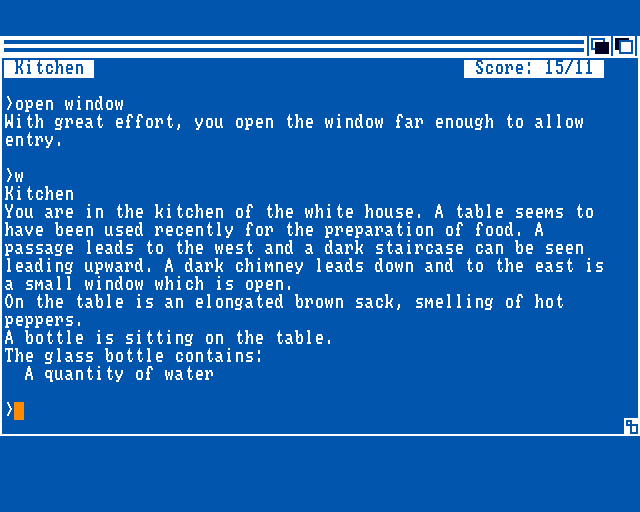 Kitchen
Score: 15/11
>open window
With great effort, you open the window far enough to allow
entry.
>w
Kitchen
You are in the kitchen of the white house. A table seems to
have been used recently for the preparation of food. A
passage leads to the west and a dark staircase can be seen
leading upward. A dark chimney leads down and to the east is
a small window which is open.
On the table is an elongated brown sack, smelling of hot
peppers.
A bottle is sitting on the table.
The glass bottle contains:
A quantity of water
>